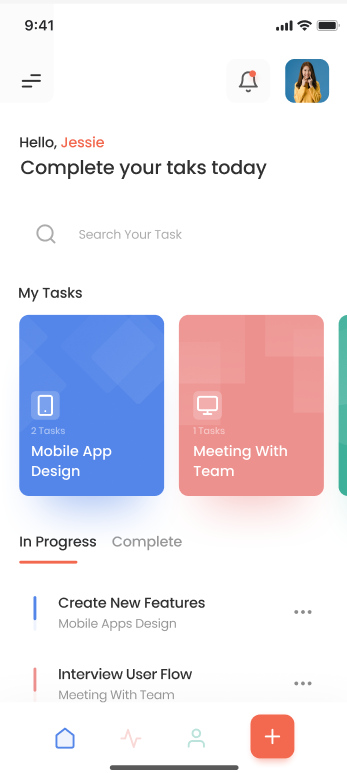 9:41
Hello, Jessie
Complete your taks today
Search Your Task
My Tasks
2 Tasks
Mobile App
Design
1 Tasks
Meeting With
Team
In Progress
Complete
Create New Features
Mobile Apps Design
Interview User Flow
Meeting With Team